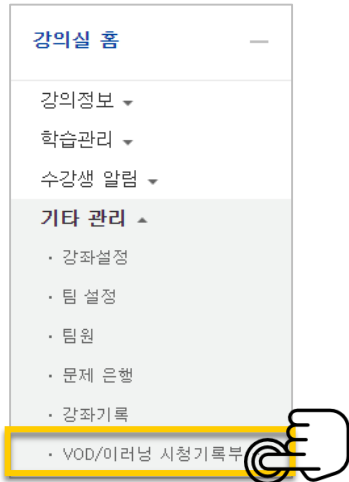 강의실 홈
강의정보
학습관리
수강생 알림
기타 관리
· 강좌설정
· 팀 설정
· 팀원
· 문제 은행
· 강좌기록
· VOD/이러닝 시청기록부